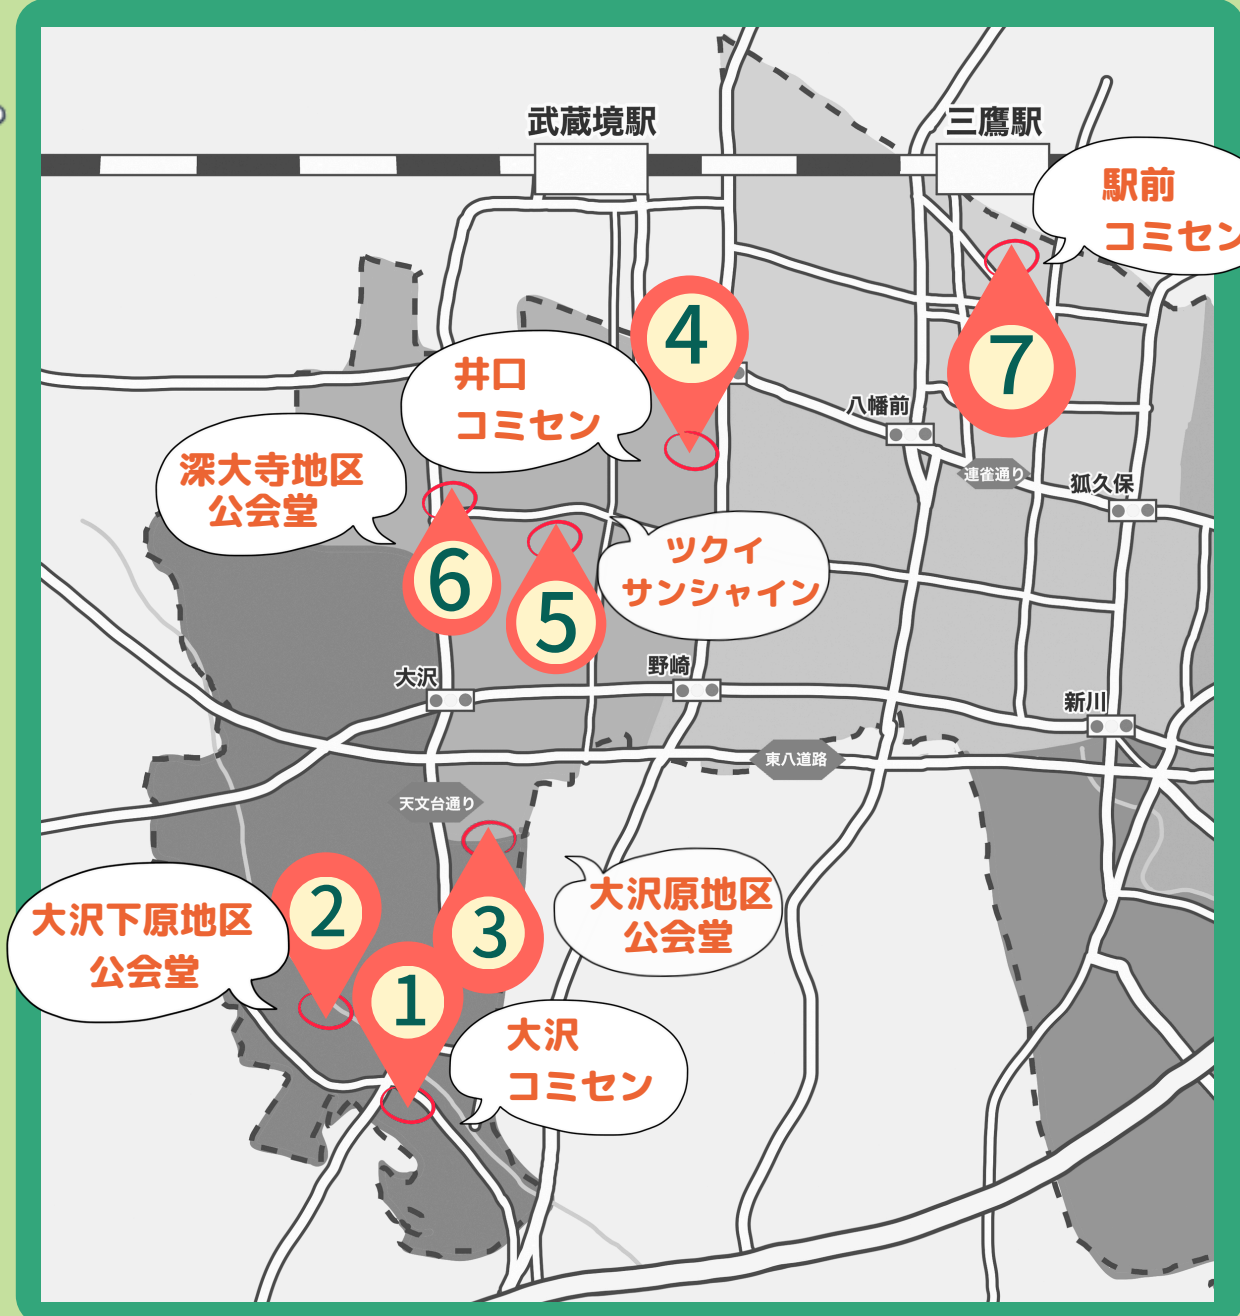 武蔵境駅
三鷹駅
駅前
コミセン
4
7
井口
コミセン
八幡前
深大寺地区
公会堂
連雀通り
狐久保
6
5
ツクイ
サンシャイン
大沢
野崎
新川
東八道路
天文台通り
大沢下原地区
公会堂
2
3
大沢原地区
公会堂
1
大沢
コミセン